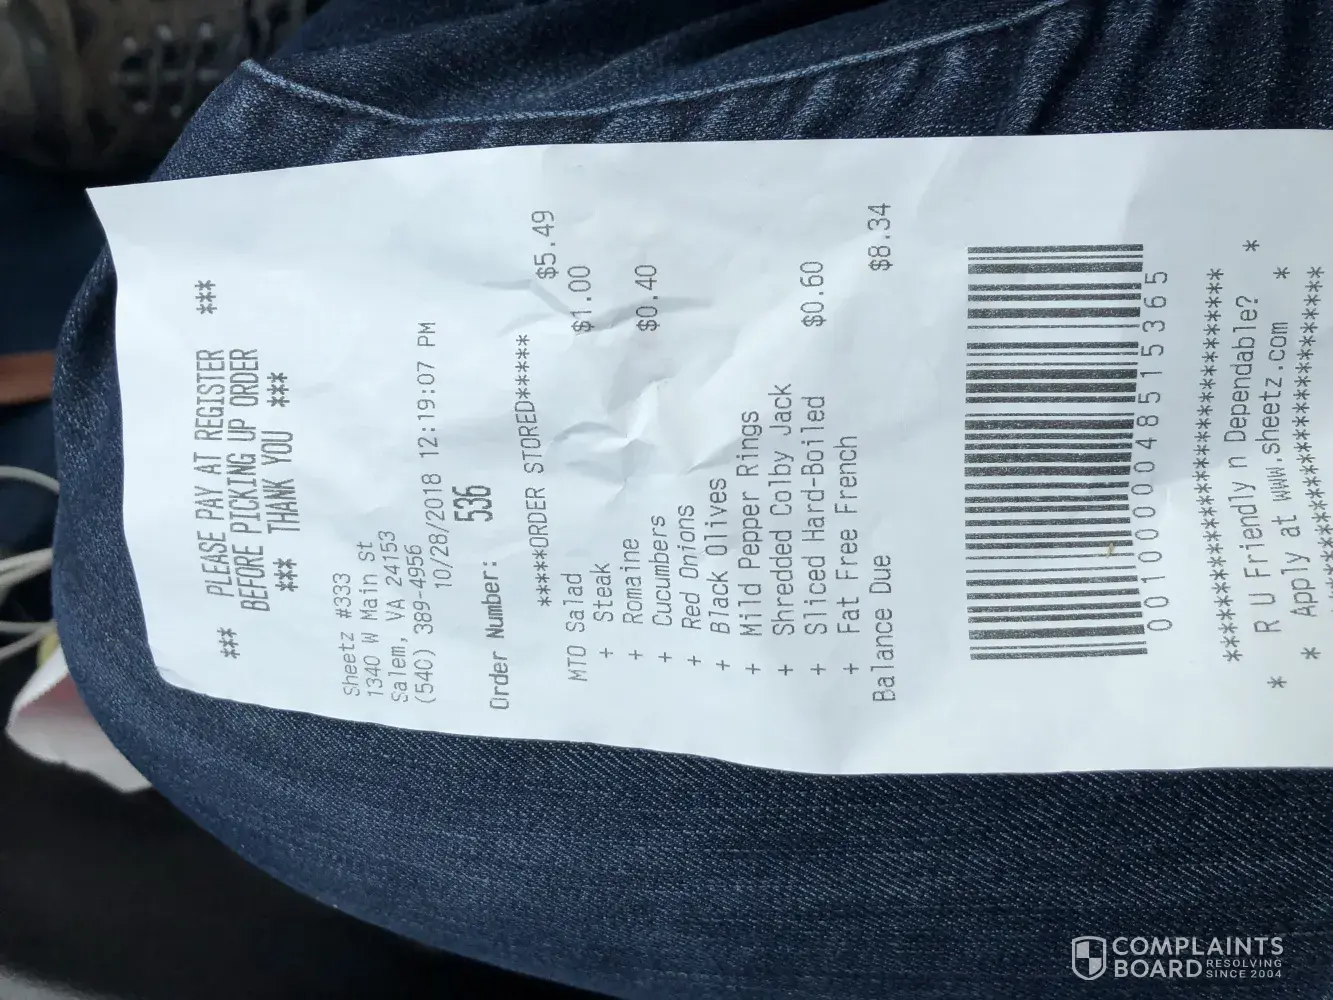 *** PLEASE PAY AT REGISTER ***
BEFORE PICKING UP ORDER
*** THANK YOU ***
Sheetz #333
1340 W Main St
Salem, VA 24153
(540) 389-4956
10/28/2018 12:19:07 PM
Order Number: 536
*****ORDER STORED*****
MTO Salad $5.49
+ Steak $1.00
+ Romaine
+ Cucumbers $0.40
+ Red Onions
+ Black Olives
+ Mild Pepper Rings
+ Shredded Colby Jack
+ Sliced Hard-Boiled $0.60
+ Fat Free French
Balance Due $8.34
0010000048515365
********************************
* R U Friendly n Dependable? *
* Apply at www.sheetz.com *
********************************
COMPLAINTS
BOARD RESOLVING
SINCE 2004